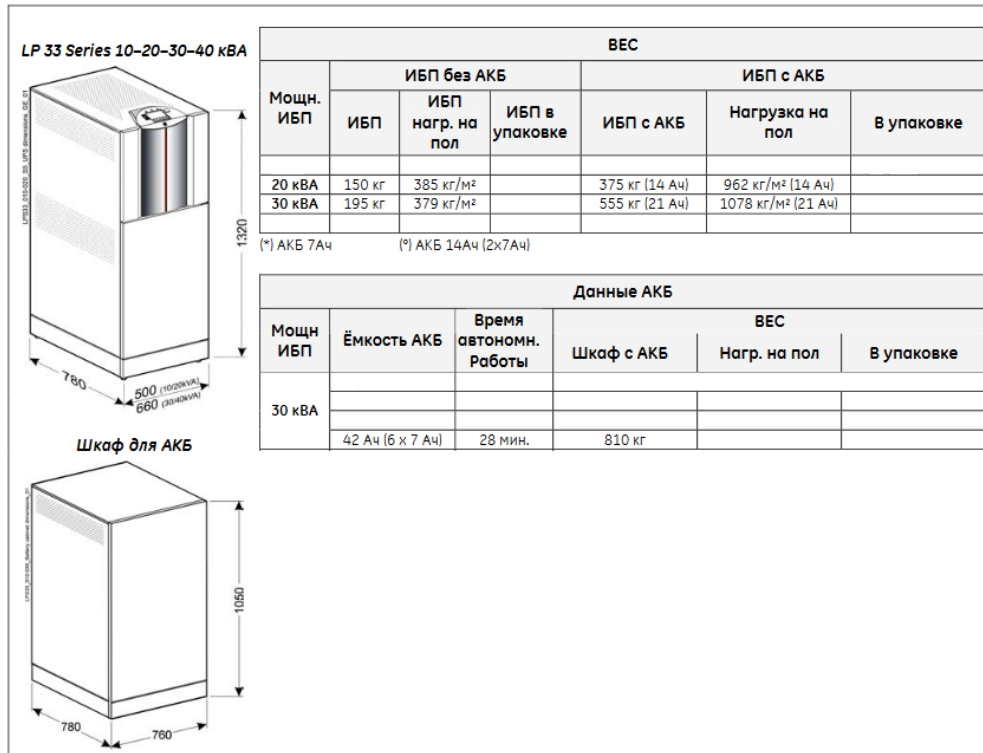 LP 33 Series 10–20–30–40 кВА
ВЕС
Мощн. ИБП
ИБП без АКБ
ИБП с АКБ
ИБП
ИБП нагр. на пол
ИБП в упаковке
ИБП с АКБ
Нагрузка на пол
В упаковке
20 кВА 150 кг 385 кг/м² 375 кг (14 Ач) 962 кг/м² (14 Ач)
30 кВА 195 кг 379 кг/м² 555 кг (21 Ач) 1078 кг/м² (21 Ач)
(*) АКБ 7Ач (º) АКБ 14Ач (2x7Ач)
1320
780
500 (10/20kVA)
660 (30/40kVA)
Данные АКБ
Мощн ИБП
Ёмкость АКБ
Время автономн. Работы
ВЕС
Шкаф с АКБ
Нагр. на пол
В упаковке
30 кВА
42 Ач (6 x 7 Ач) 28 мин. 810 кг
Шкаф для АКБ
1050
780
760